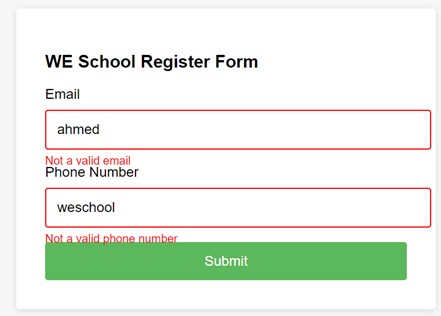 WE School Register Form
Email
ahmed
Not a valid email
Phone Number
weschool
Not a valid phone number
Submit